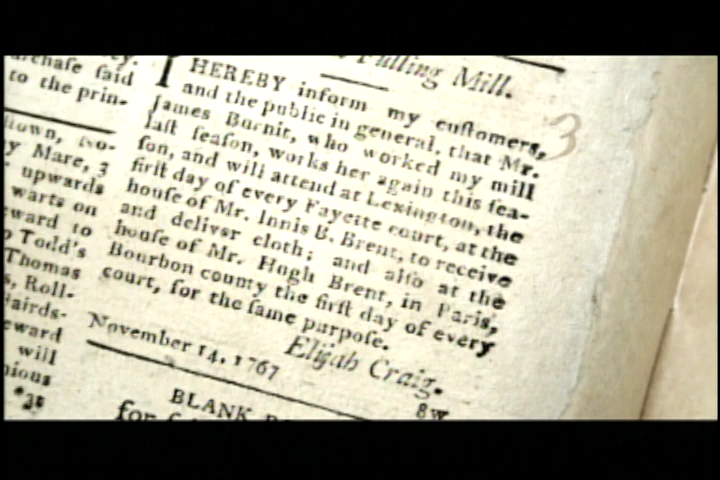 Fulling Mill.
I HEREBY inform my customers,
and the public in general, that Mr.
James Burnit, who worked my mill
last season, works her again this sea-
son, and will attend at Lexington, the
first day of every Fayette court, at the
house of Mr. Innis B. Brent, to receive
and deliver cloth; and also at the
house of Mr. Hugh Brent, in Paris,
Bourbon county the first day of every
court, for the same purpose.
Elijah Craig.
November 14, 1767
8w
BLANK
for
3
urchase said
to the prin-
town, two-
y Mare, 3
upwards
warts on
eward to
Todd's
Thomas
s, Roll-
eward
will
*35